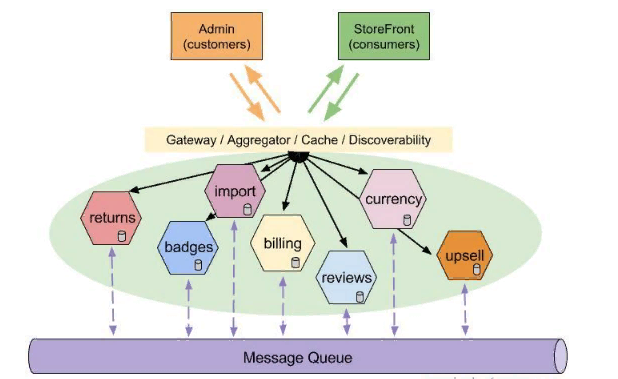 Admin
(customers)
StoreFront
(consumers)
Gateway / Aggregator / Cache / Discoverability
import
currency
returns
badges
billing
upsell
reviews
Message Queue